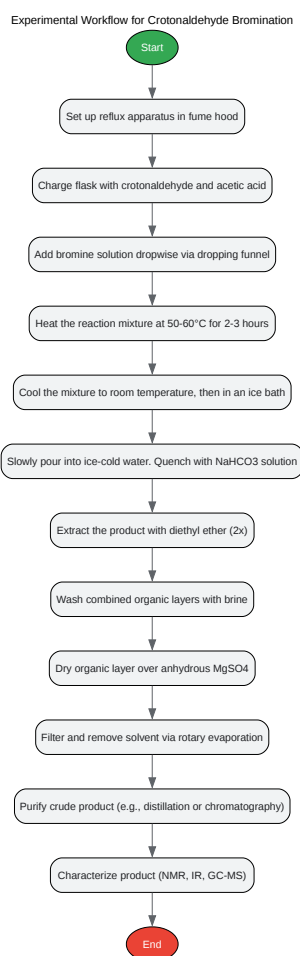 Experimental Workflow for Crotonaldehyde Bromination
Start
Set up reflux apparatus in fume hood
Charge flask with crotonaldehyde and acetic acid
Add bromine solution dropwise via dropping funnel
Heat the reaction mixture at 50-60°C for 2-3 hours
Cool the mixture to room temperature, then in an ice bath
Slowly pour into ice-cold water. Quench with NaHCO3 solution
Extract the product with diethyl ether (2x)
Wash combined organic layers with brine
Dry organic layer over anhydrous MgSO4
Filter and remove solvent via rotary evaporation
Purify crude product (e.g., distillation or chromatography)
Characterize product (NMR, IR, GC-MS)
End